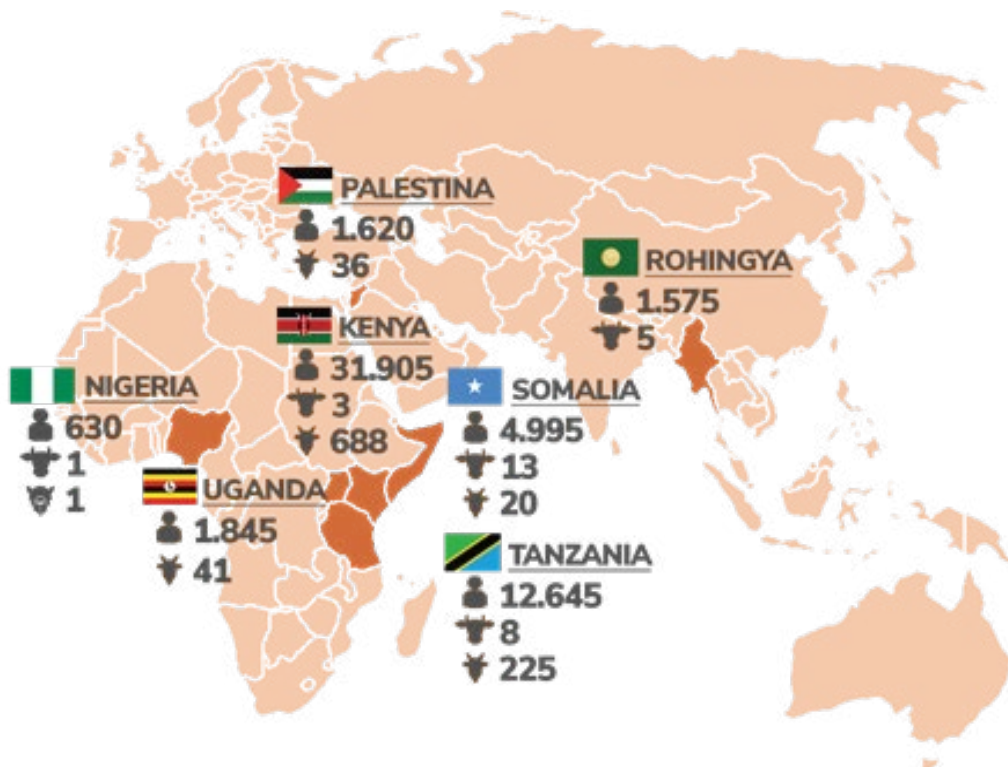 PALESTINA
1.620
36
ROHINGYA
1.575
5
KENYA
31.905
3
688
NIGERIA
630
1
1
SOMALIA
4.995
13
20
UGANDA
1.845
41
TANZANIA
12.645
8
225